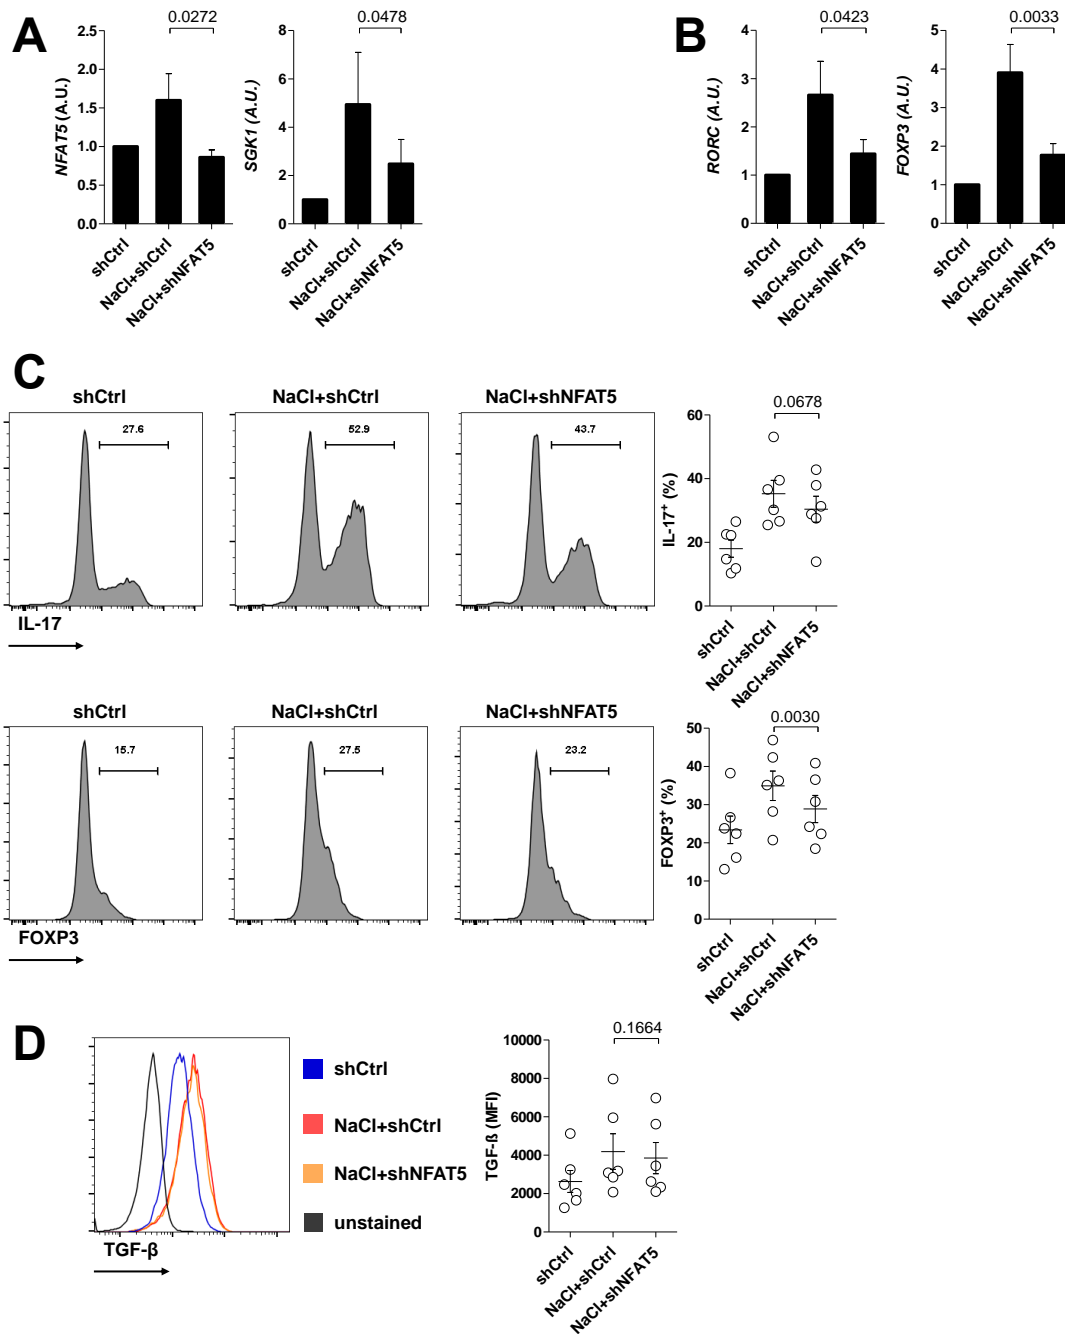 A
NFAT5 (A.U.)
2.5
2.0
1.5
1.0
0.5
0.0
0.0272
shCtrl
NaCl+shCtrl
NaCl+shNFAT5
SGK1 (A.U.)
8
6
4
2
0
0.0478
shCtrl
NaCl+shCtrl
NaCl+shNFAT5
B
RORC (A.U.)
4
3
2
1
0
0.0423
shCtrl
NaCl+shCtrl
NaCl+shNFAT5
FOXP3 (A.U.)
5
4
3
2
1
0
0.0033
shCtrl
NaCl+shCtrl
NaCl+shNFAT5
C
shCtrl
27.6
NaCl+shCtrl
52.9
NaCl+shNFAT5
43.7
IL-17
IL-17⁺ (%)
60
40
20
0
0.0678
shCtrl
NaCl+shCtrl
NaCl+shNFAT5
shCtrl
15.7
NaCl+shCtrl
27.5
NaCl+shNFAT5
23.2
FOXP3
FOXP3⁺ (%)
50
40
30
20
10
0
0.0030
shCtrl
NaCl+shCtrl
NaCl+shNFAT5
D
TGF-β
shCtrl
NaCl+shCtrl
NaCl+shNFAT5
unstained
TGF-ß (MFI)
10000
8000
6000
4000
2000
0
0.1664
shCtrl
NaCl+shCtrl
NaCl+shNFAT5